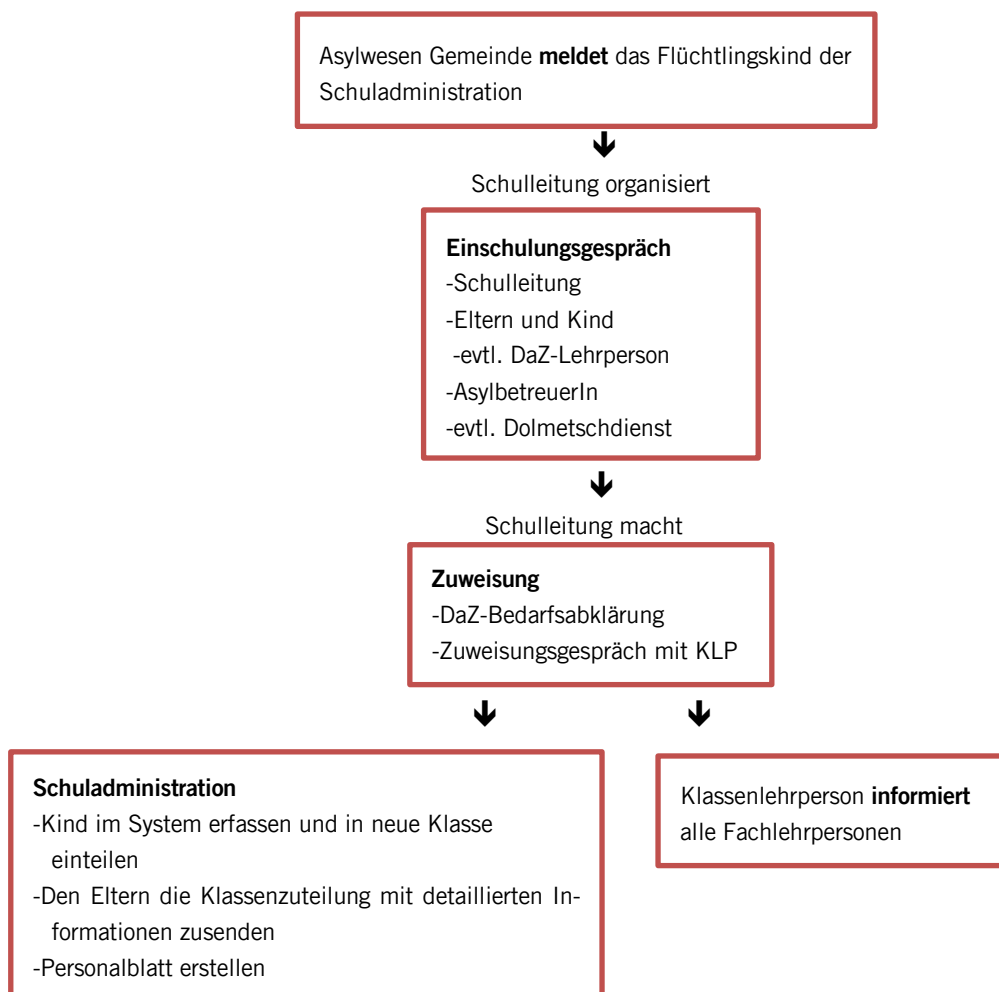 Asylwesen Gemeinde meldet das Flüchtlingskind der
Schuladministration
Schulleitung organisiert
Einschulungsgespräch
-Schulleitung
-Eltern und Kind
-evtl. DaZ-Lehrperson
-AsylbetreuerIn
-evtl. Dolmetschdienst
Schulleitung macht
Zuweisung
-DaZ-Bedarfsabklärung
-Zuweisungsgespräch mit KLP
Schuladministration
-Kind im System erfassen und in neue Klasse
einteilen
-Den Eltern die Klassenzuteilung mit detaillierten In-
formationen zusenden
-Personalblatt erstellen
Klassenlehrperson informiert
alle Fachlehrpersonen